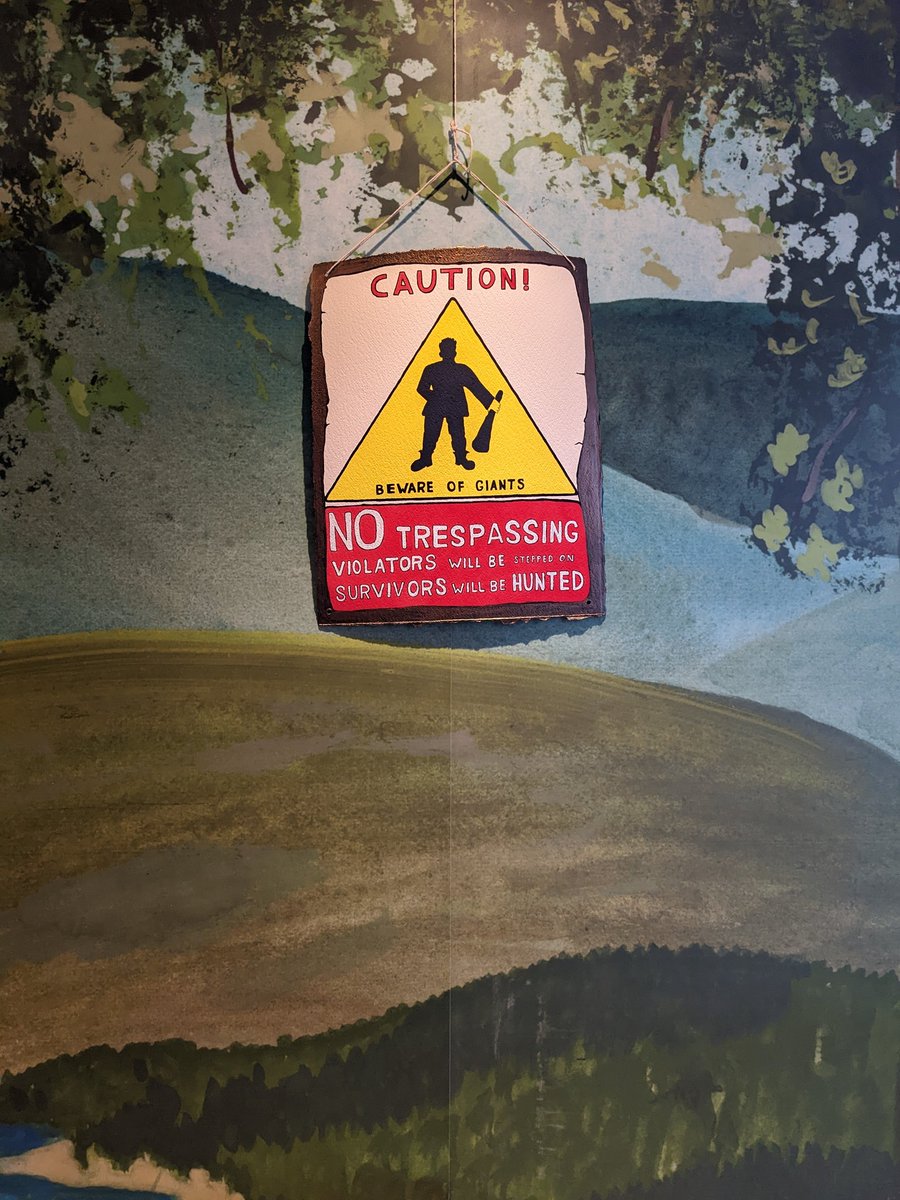 CAUTION!
BEWARE OF GIANTS
NO TRESPASSING
VIOLATORS WILL BE STEPPED ON
SURVIVORS WILL BE HUNTED